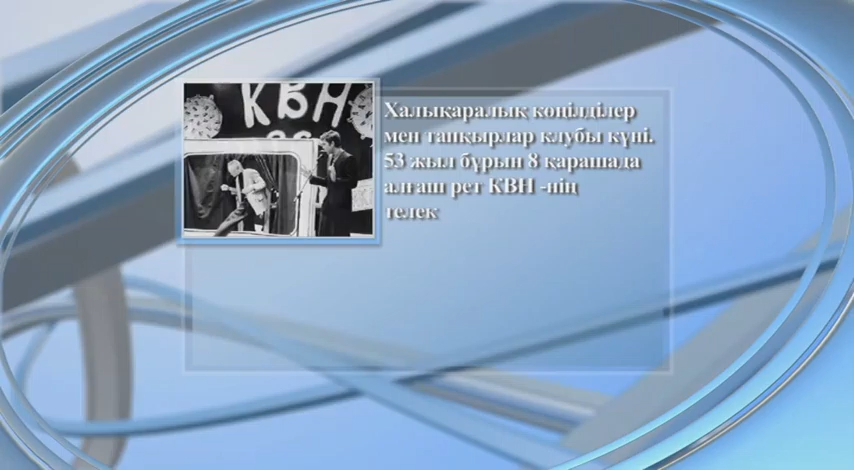 КВН
Халықаралық көңілділер
мен тапқырлар клубы күні.
53 жыл бұрын 8 қарашада
алғаш рет КВН -нің
телек